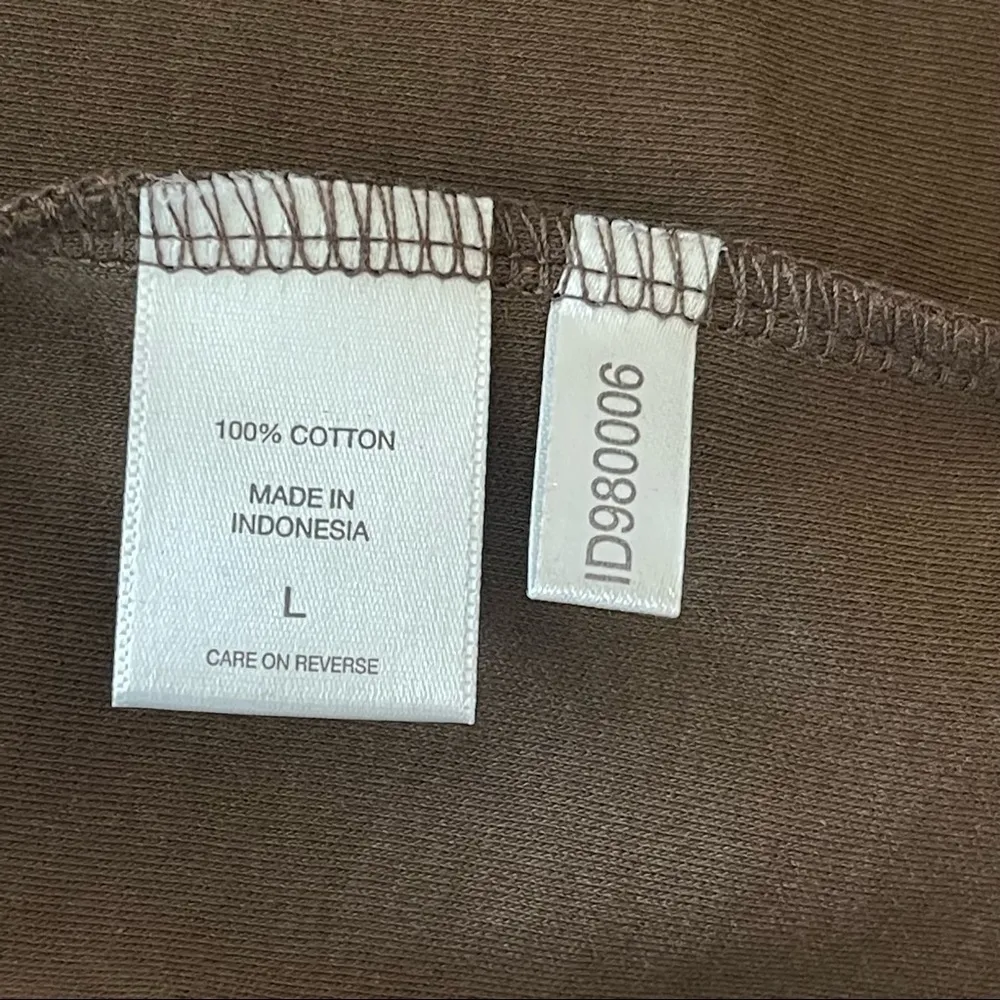 100% COTTON
MADE IN
INDONESIA
L
CARE ON REVERSE
ID980006